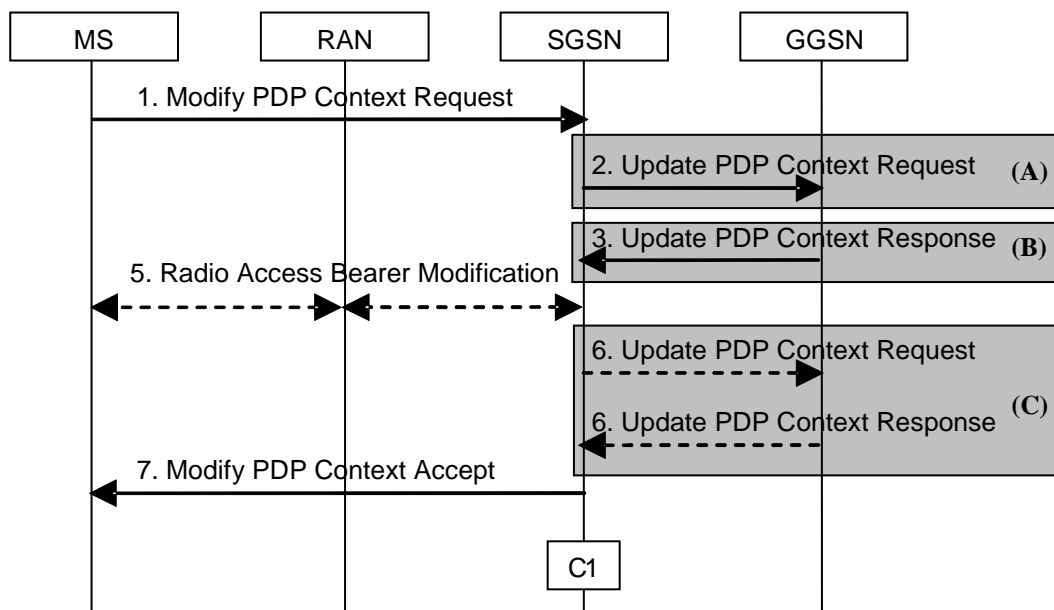 MS
RAN
SGSN
GGSN
1. Modify PDP Context Request
2. Update PDP Context Request
(A)
3. Update PDP Context Response
(B)
5. Radio Access Bearer Modification
6. Update PDP Context Request
(C)
6. Update PDP Context Response
7. Modify PDP Context Accept
C1